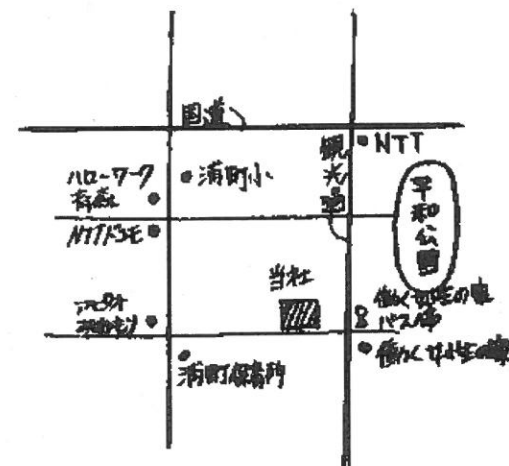 国道
NTT
観光通
ハローワーク
青森
浦町小
平和公園
NTTドコモ
当社
働く女性の家
バス停
働く女性の家
浦町保育所